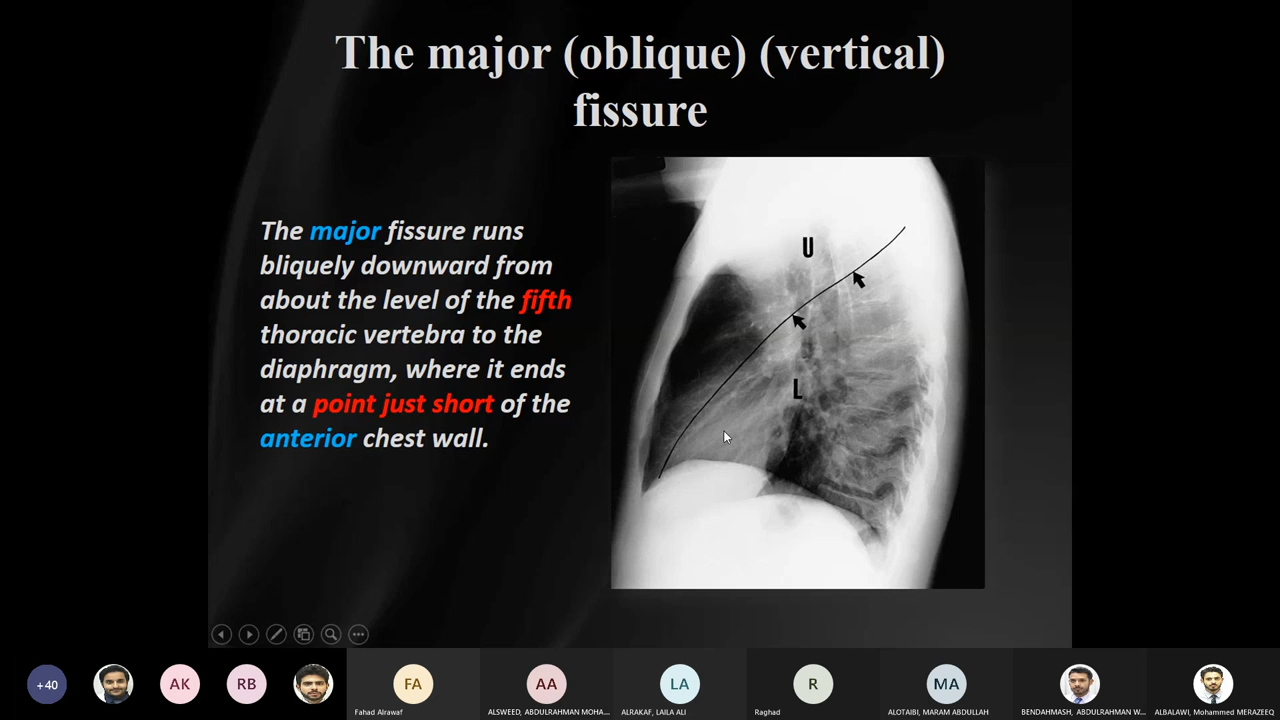 The major (oblique) (vertical)
fissure
The major fissure runs
bliquely downward from
about the level of the fifth
thoracic vertebra to the
diaphragm, where it ends
at a point just short of the
anterior chest wall.
U
L
+40
AK
RB
FA
AA
LA
R
MA
Fahad Alrawaf
ALSWEED, ABDULRAHMAN MOHA...
ALRAKAF, LAILA ALI
Raghad
ALOTAIBI, MARAM ABDULLAH
BENDAHMASH, ABDULRAHMAN W...
ALBALAWI, Mohammed MERAZEEQ